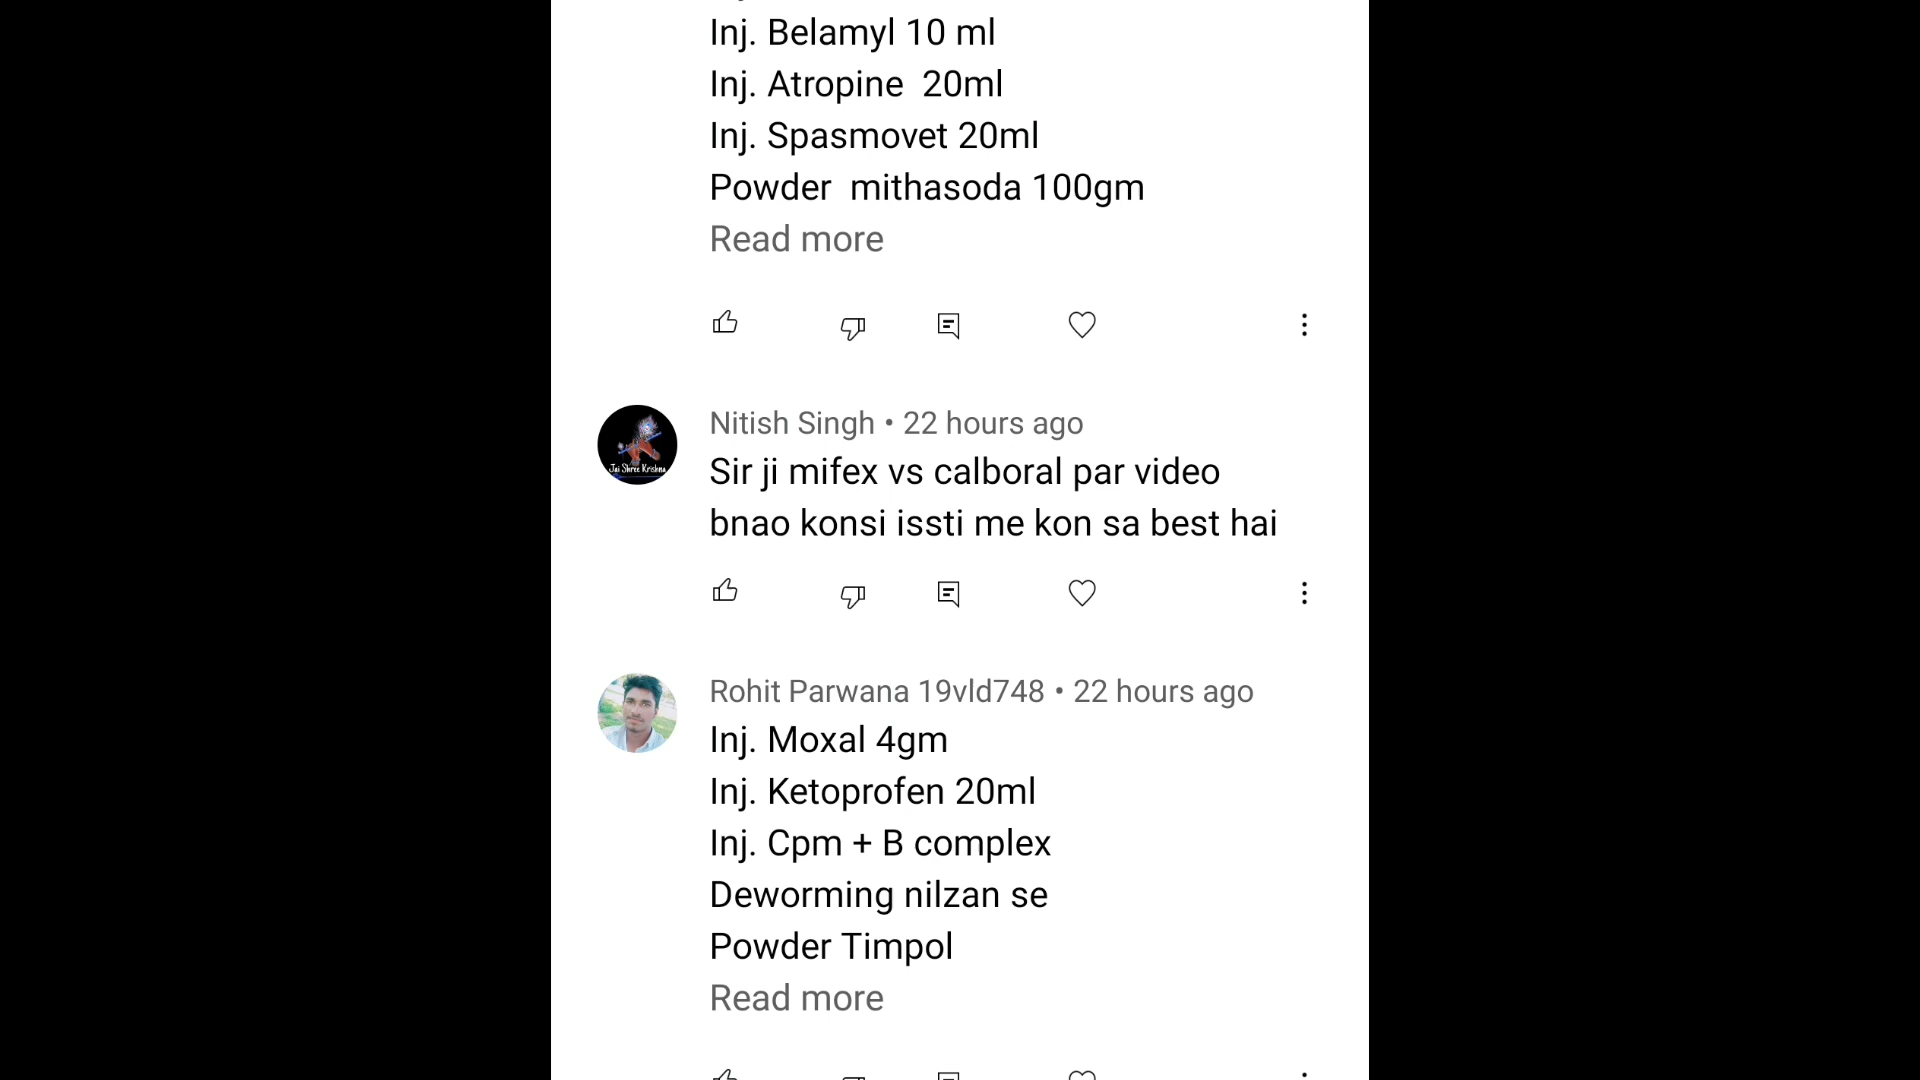 Inj. Belamyl 10 ml
Inj. Atropine  20ml
Inj. Spasmovet 20ml
Powder  mithasoda 100gm
Read more
Nitish Singh • 22 hours ago
Jai Shree Krishna
Sir ji mifex vs calboral par video
bnao konsi issti me kon sa best hai
Rohit Parwana 19vld748 • 22 hours ago
Inj. Moxal 4gm
Inj. Ketoprofen 20ml
Inj. Cpm + B complex
Deworming nilzan se
Powder Timpol
Read more